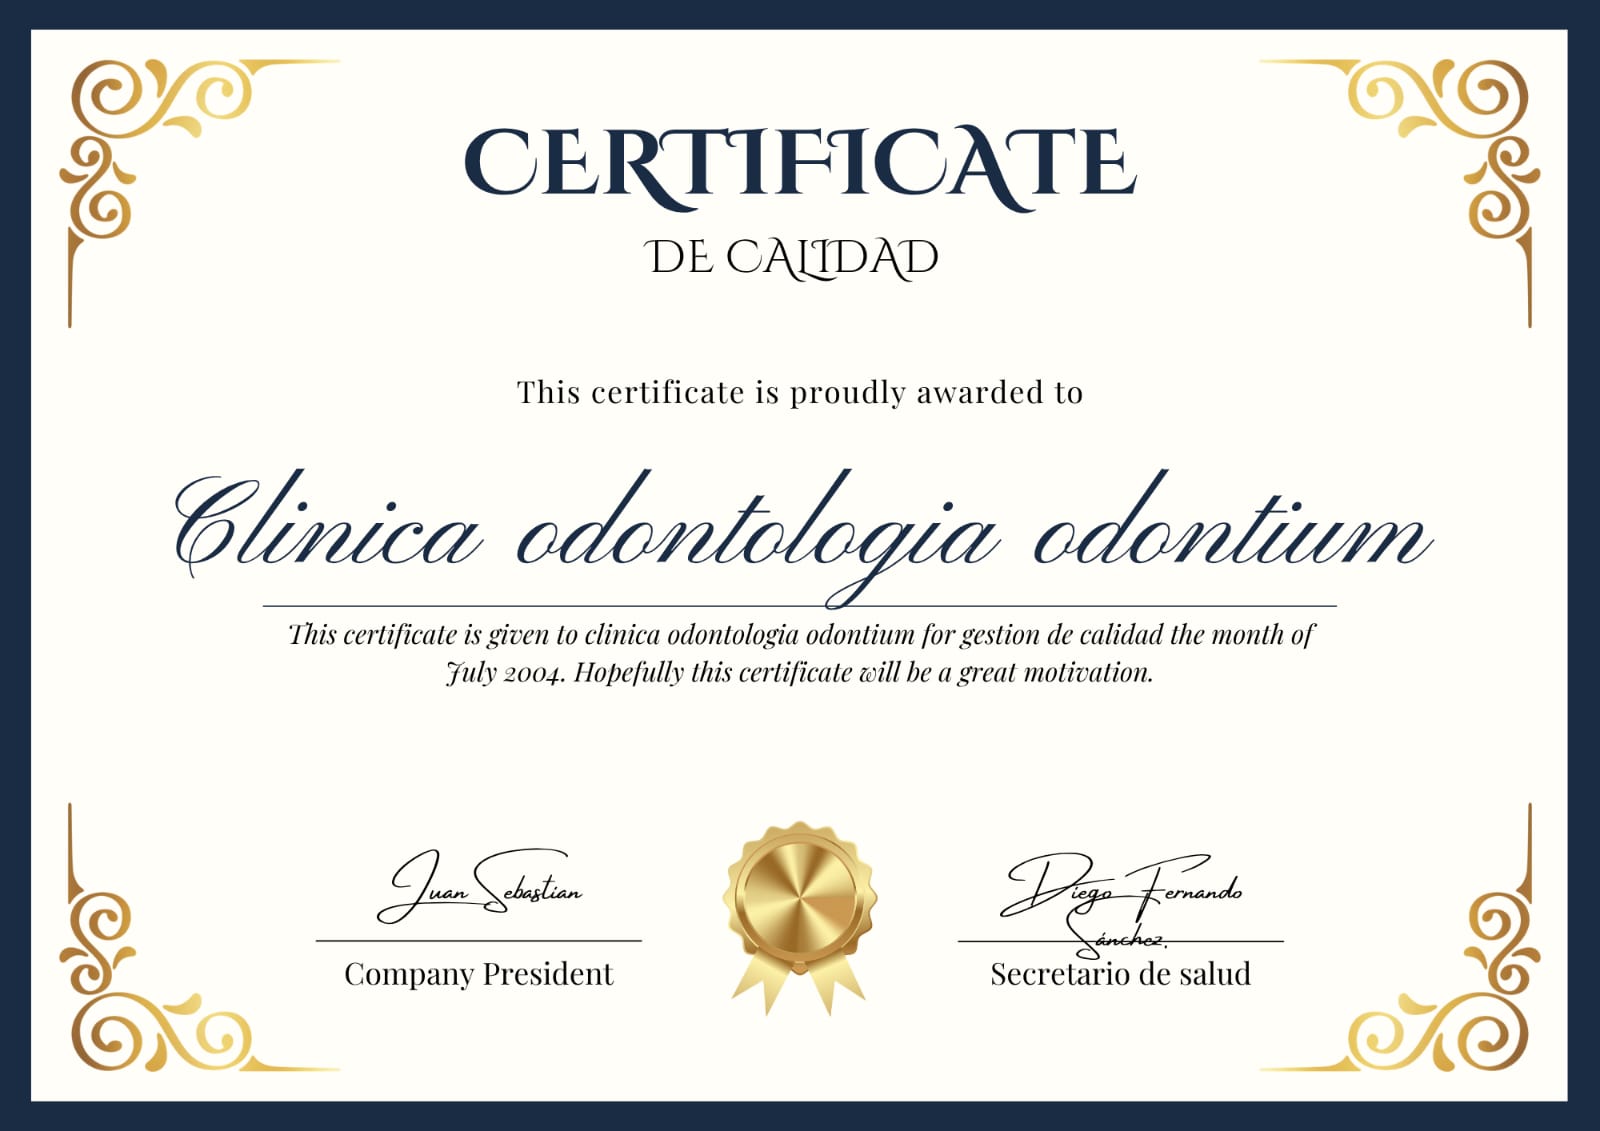 CERTIFICATE
DE CALIDAD
This certificate is proudly awarded to
Clinica odontologia odontium
This certificate is given to clinica odontologia odontium for gestion de calidad the month of
July 2004. Hopefully this certificate will be a great motivation.
Juan Sebastian
Company President
Diego Fernando
Sánchez.
Secretario de salud